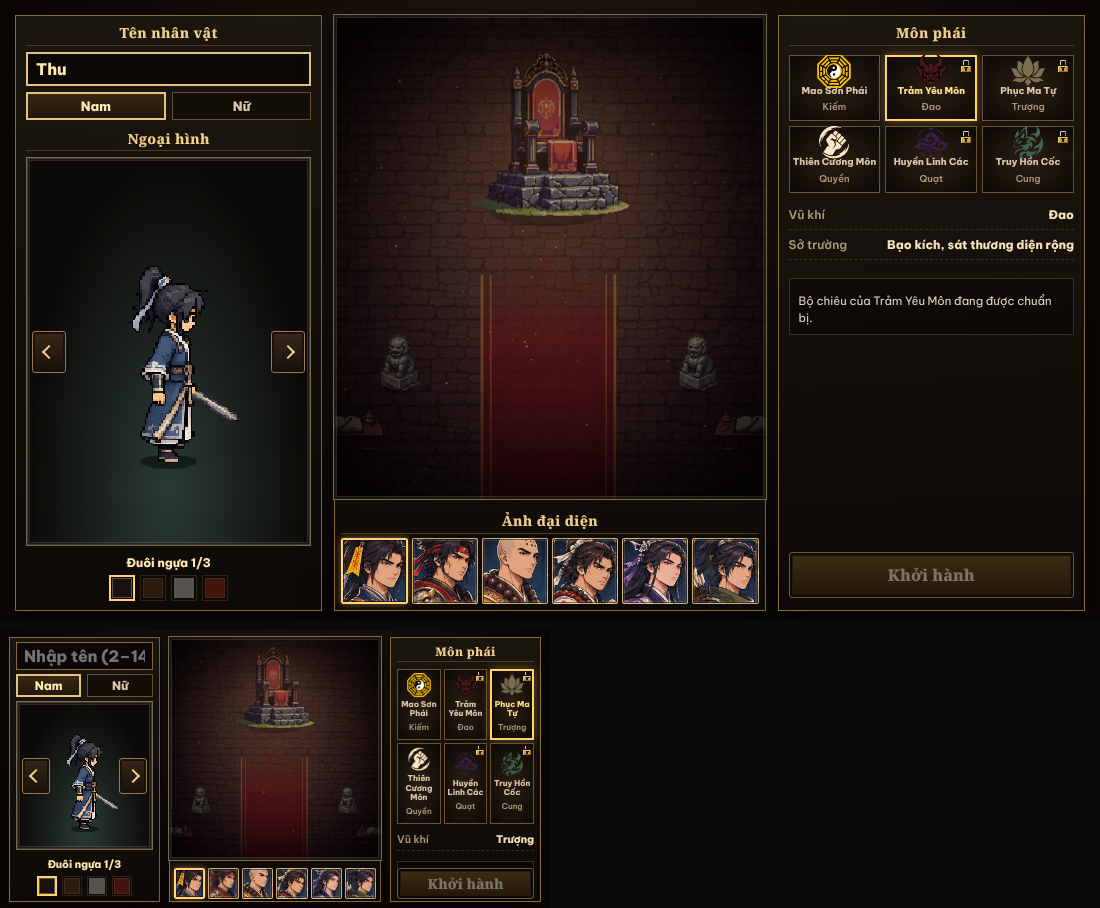 Tên nhân vật
Thu
Nam
Nữ
Ngoại hình
Đuôi ngựa 1/3
Ảnh đại diện
Môn phái
Mao Sơn Phái
Kiếm
Trảm Yêu Môn
Đao
Phục Ma Tự
Trượng
Thiên Cương Môn
Quyền
Huyền Linh Các
Quạt
Truy Hồn Cốc
Cung
Vũ khí
Đao
Sở trường
Bạo kích, sát thương diện rộng
Bộ chiêu của Trảm Yêu Môn đang được chuẩn
bị.
Khởi hành
Nhập tên (2–14
Nam
Nữ
Đuôi ngựa 1/3
Môn phái
Mao Sơn
Phái
Kiếm
Trảm
Yêu Môn
Đao
Phục Ma
Tự
Trượng
Thiên
Cương
Môn
Quyền
Huyền
Linh Các
Quạt
Truy Hồn
Cốc
Cung
Vũ khí
Trượng
Khởi hành